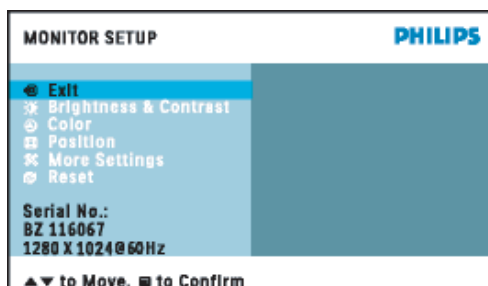 MONITOR SETUP
PHILIPS
Exit
Brightness & Contrast
Color
Position
More Settings
Reset
Serial No.:
BZ 116067
1280 X 1024@60Hz
▲▼ to Move, to Confirm